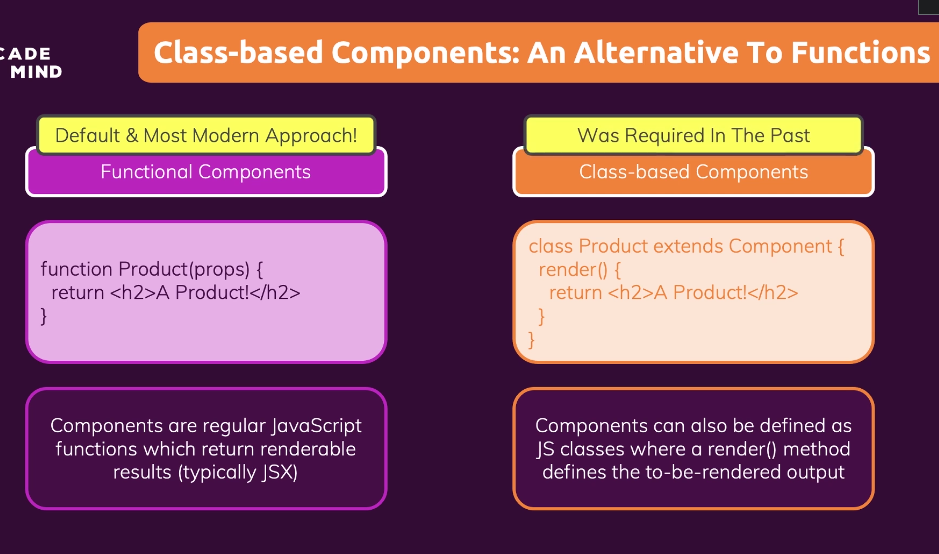 CADE
MIND
Class-based Components: An Alternative To Functions
Default & Most Modern Approach!
Functional Components
function Product(props) {
return <h2>A Product!</h2>
}
Components are regular JavaScript
functions which return renderable
results (typically JSX)
Was Required In The Past
Class-based Components
class Product extends Component {
render() {
return <h2>A Product!</h2>
}
}
Components can also be defined as
JS classes where a render() method
defines the to-be-rendered output